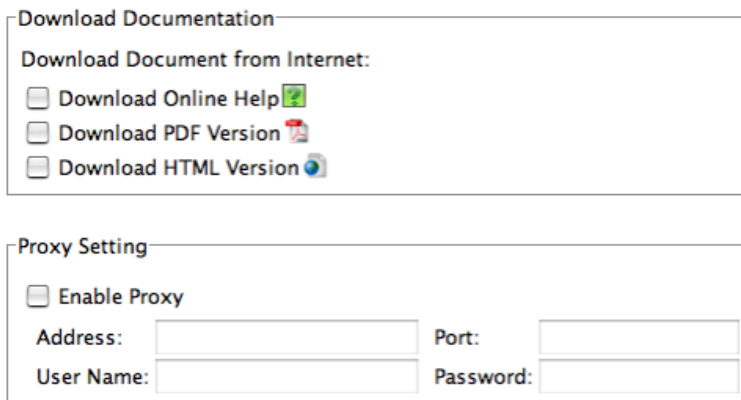 Download Documentation
Download Document from Internet:
Download Online Help
Download PDF Version
Download HTML Version
Proxy Setting
Enable Proxy
Address: Port:
User Name: Password: